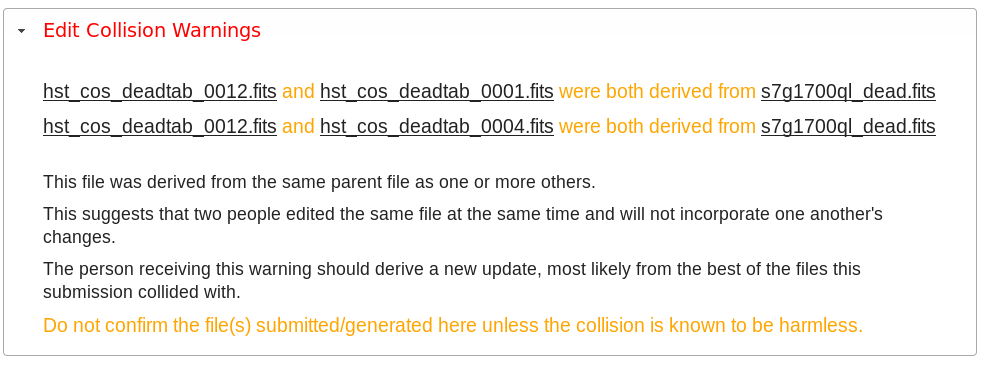 Edit Collision Warnings
hst_cos_deadtab_0012.fits and hst_cos_deadtab_0001.fits were both derived from s7g1700ql_dead.fits
hst_cos_deadtab_0012.fits and hst_cos_deadtab_0004.fits were both derived from s7g1700ql_dead.fits
This file was derived from the same parent file as one or more others.
This suggests that two people edited the same file at the same time and will not incorporate one another's
changes.
The person receiving this warning should derive a new update, most likely from the best of the files this
submission collided with.
Do not confirm the file(s) submitted/generated here unless the collision is known to be harmless.